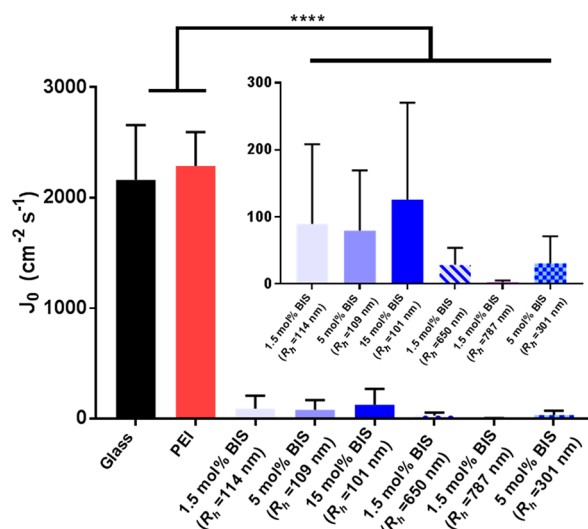 ****
J0 (cm-2 s-1)
3000
2000
1000
0
Glass
PEI
1.5 mol% BIS
(Rh =114 nm)
5 mol% BIS
(Rh =109 nm)
15 mol% BIS
(Rh =101 nm)
1.5 mol% BIS
(Rh =650 nm)
1.5 mol% BIS
(Rh =787 nm)
5 mol% BIS
(Rh =301 nm)
300
200
100
0
1.5 mol% BIS
(Rh =114 nm)
5 mol% BIS
(Rh =109 nm)
15 mol% BIS
(Rh =101 nm)
1.5 mol% BIS
(Rh =650 nm)
1.5 mol% BIS
(Rh =787 nm)
5 mol% BIS
(Rh =301 nm)